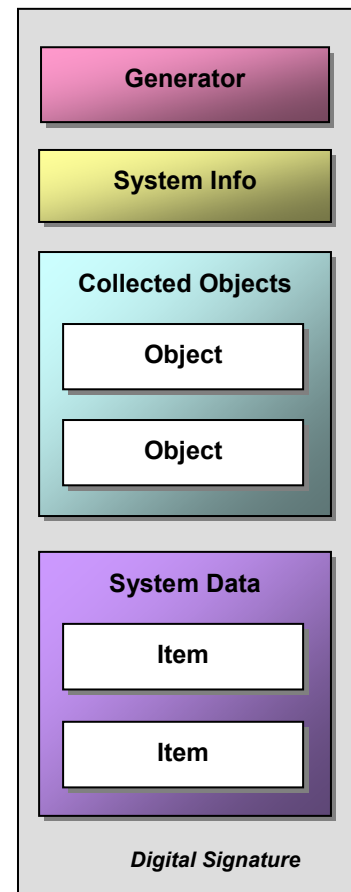 Generator
System Info
Collected Objects
Object
Object
System Data
Item
Item
Digital Signature